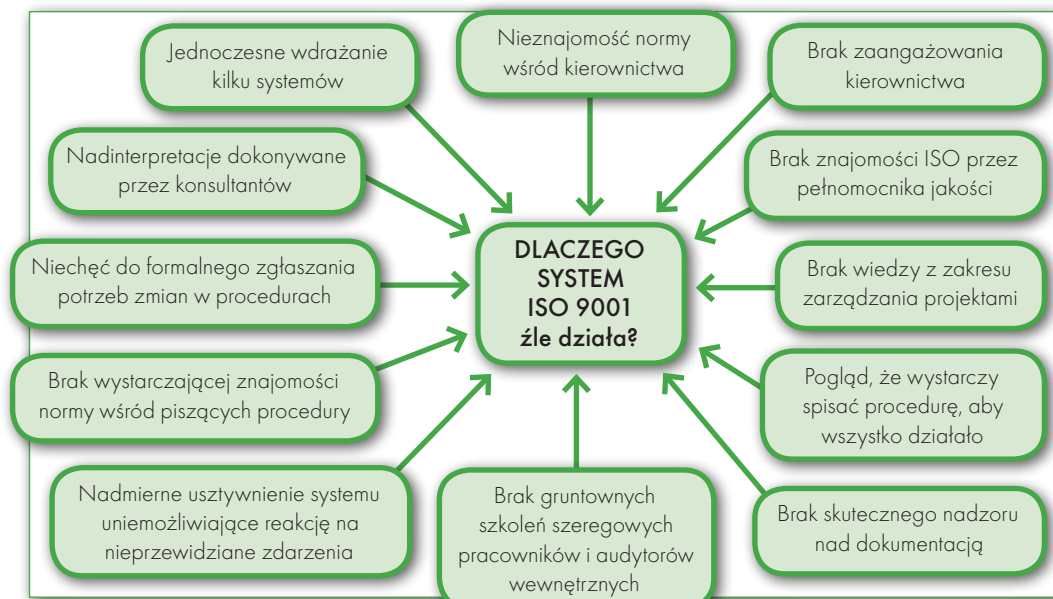 Jednoczesne wdrażanie
kilku systemów
Nieznajomość normy
wśród kierownictwa
Brak zaangażowania
kierownictwa
Nadinterpretacje dokonywane
przez konsultantów
Brak znajomości ISO przez
pełnomocnika jakości
Niechęć do formalnego zgłaszania
potrzeb zmian w procedurach
DLACZEGO
SYSTEM
ISO 9001
źle działa?
Brak wiedzy z zakresu
zarządzania projektami
Brak wystarczającej znajomości
normy wśród piszących procedury
Pogląd, że wystarczy
spisać procedurę, aby
wszystko działało
Nadmierne usztywnienie systemu
uniemożliwiające reakcję na
nieprzewidziane zdarzenia
Brak gruntownych
szkoleń szeregowych
pracowników i audytorów
wewnętrznych
Brak skutecznego nadzoru
nad dokumentacją